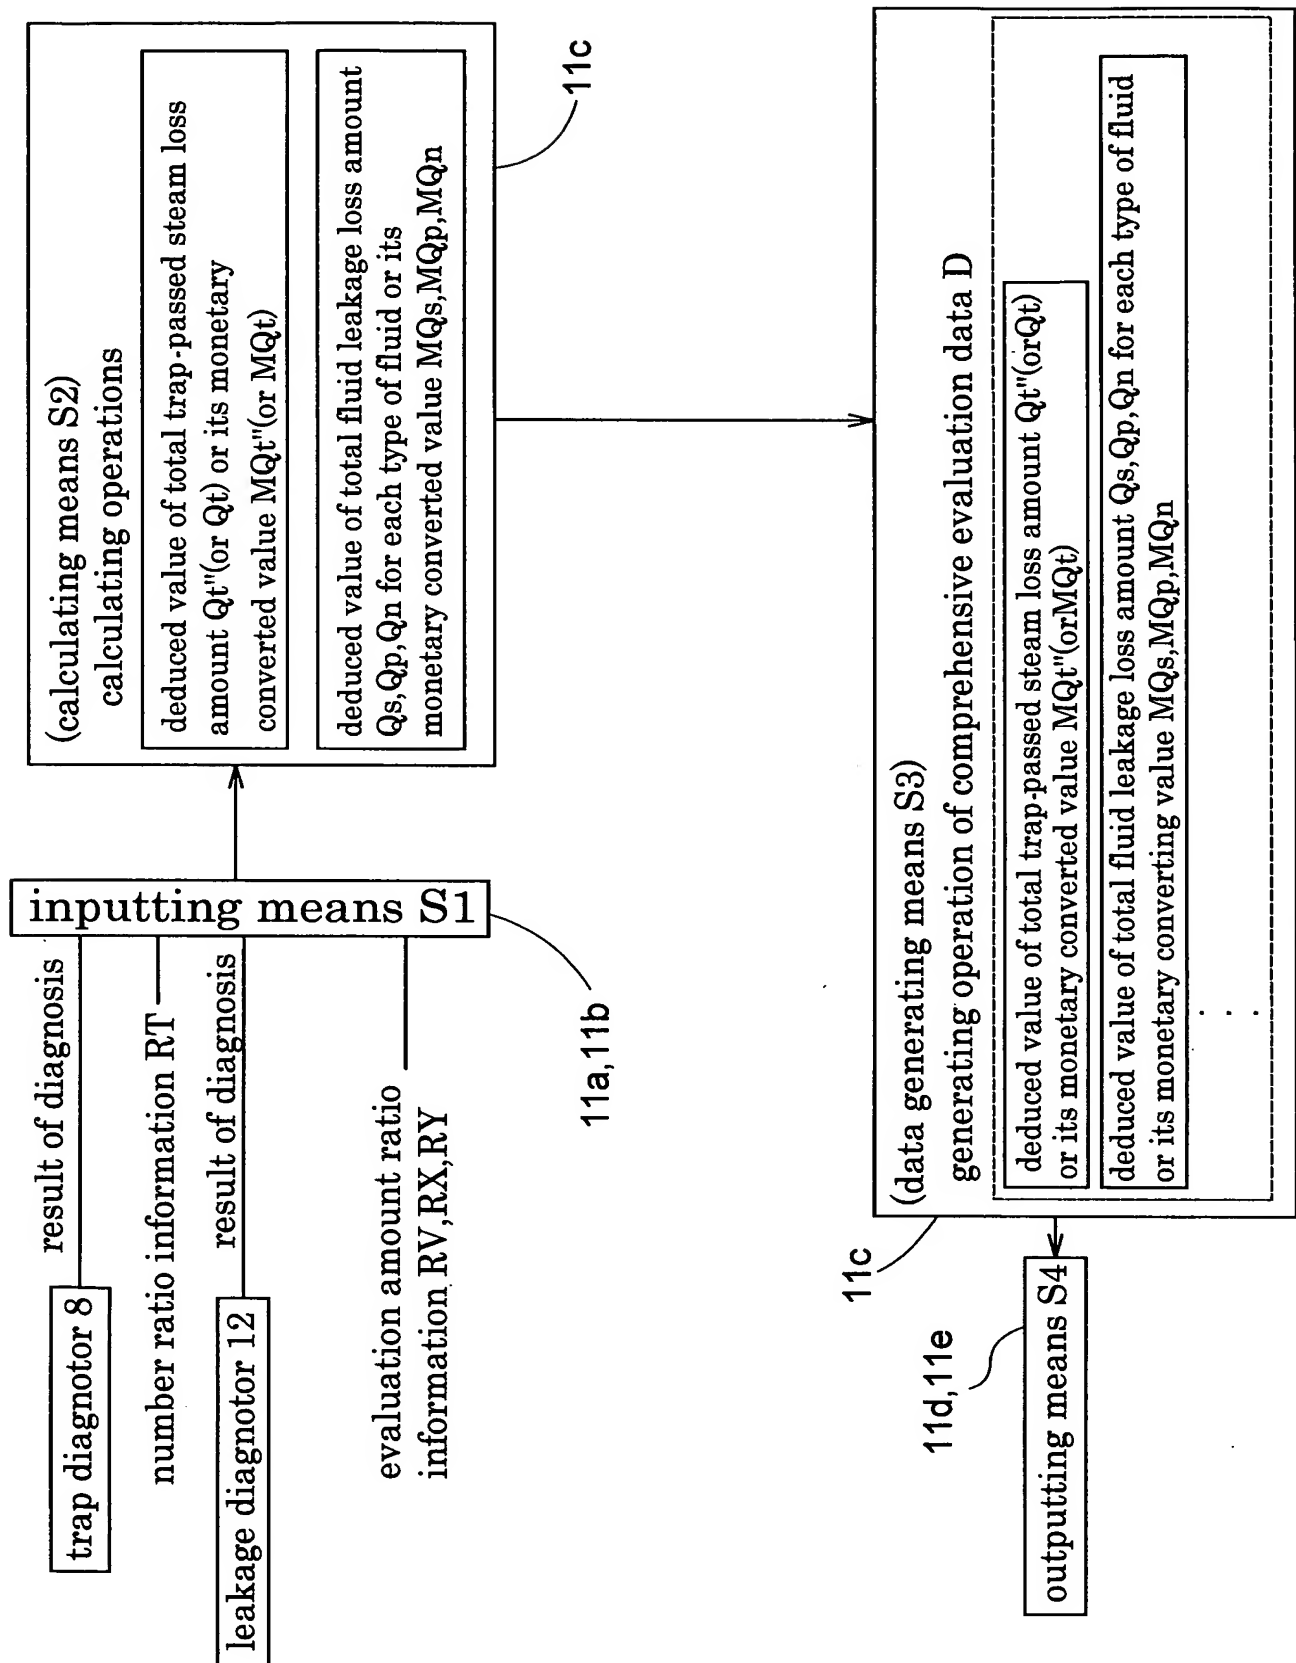 trap diagnotor 8
result of diagnosis
number ratio information RT
leakage diagnotor 12
result of diagnosis
evaluation amount ratio
information RV,RX,RY
inputting means S1
11a,11b
(calculating means S2)
calculating operations
deduced value of total trap-passed steam loss
amount Qt"(or Qt) or its monetary
converted value MQt"(or MQt)
deduced value of total fluid leakage loss amount
Qs,Qp,Qn for each type of fluid or its
monetary converted value MQs,MQp,MQn
11c
(data generating means S3)
generating operation of comprehensive evaluation data D
deduced value of total trap-passed steam loss amount Qt"(orQt)
or its monetary converted value MQt"(orMQt)
deduced value of total fluid leakage loss amount Qs,Qp,Qn for each type of fluid
or its monetary converting value MQs,MQp,MQn
. . .
11c
11d,11e
outputting means S4